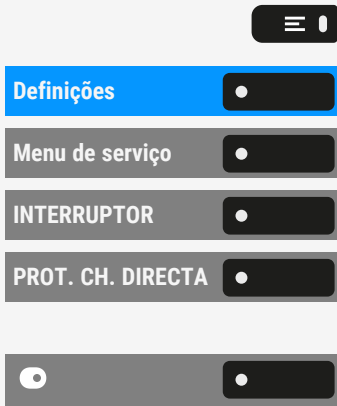 Definições
Menu de serviço
INTERRUPTOR
PROT. CH. DIRECTA